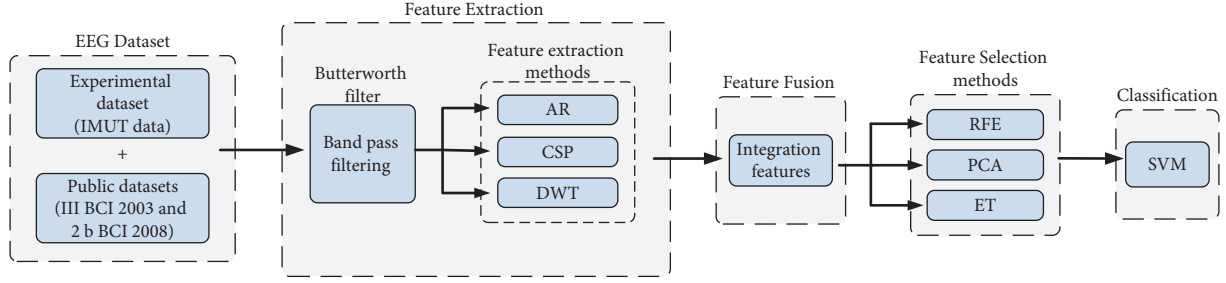 EEG Dataset
Experimental
dataset
(IMUT data)
+
Public datasets
(III BCI 2003 and
2 b BCI 2008)
Feature Extraction
Butterworth
filter
Band pass
filtering
Feature extraction
methods
AR
CSP
DWT
Feature Fusion
Integration
features
Feature Selection
methods
RFE
PCA
ET
Classification
SVM